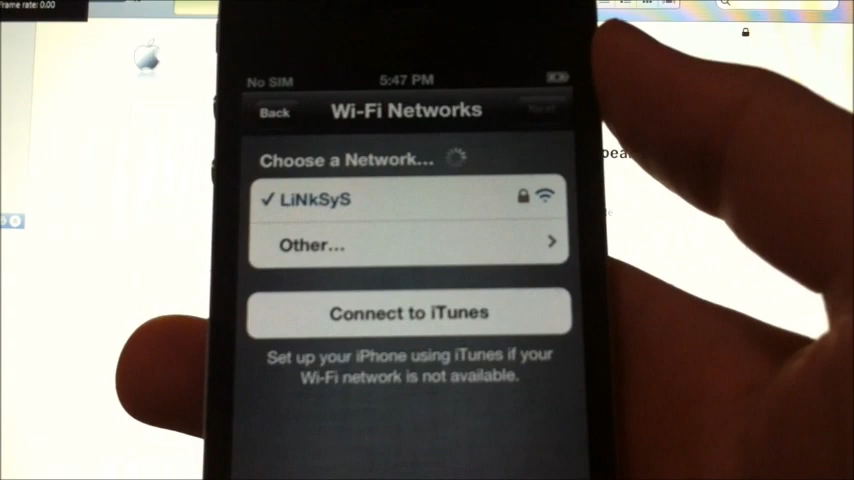 Frame rate: 0.00
No SIM 5:47 PM
Back Wi-Fi Networks Next
Choose a Network...
✓ LiNkSyS
Other...
Connect to iTunes
Set up your iPhone using iTunes if your
Wi-Fi network is not available.